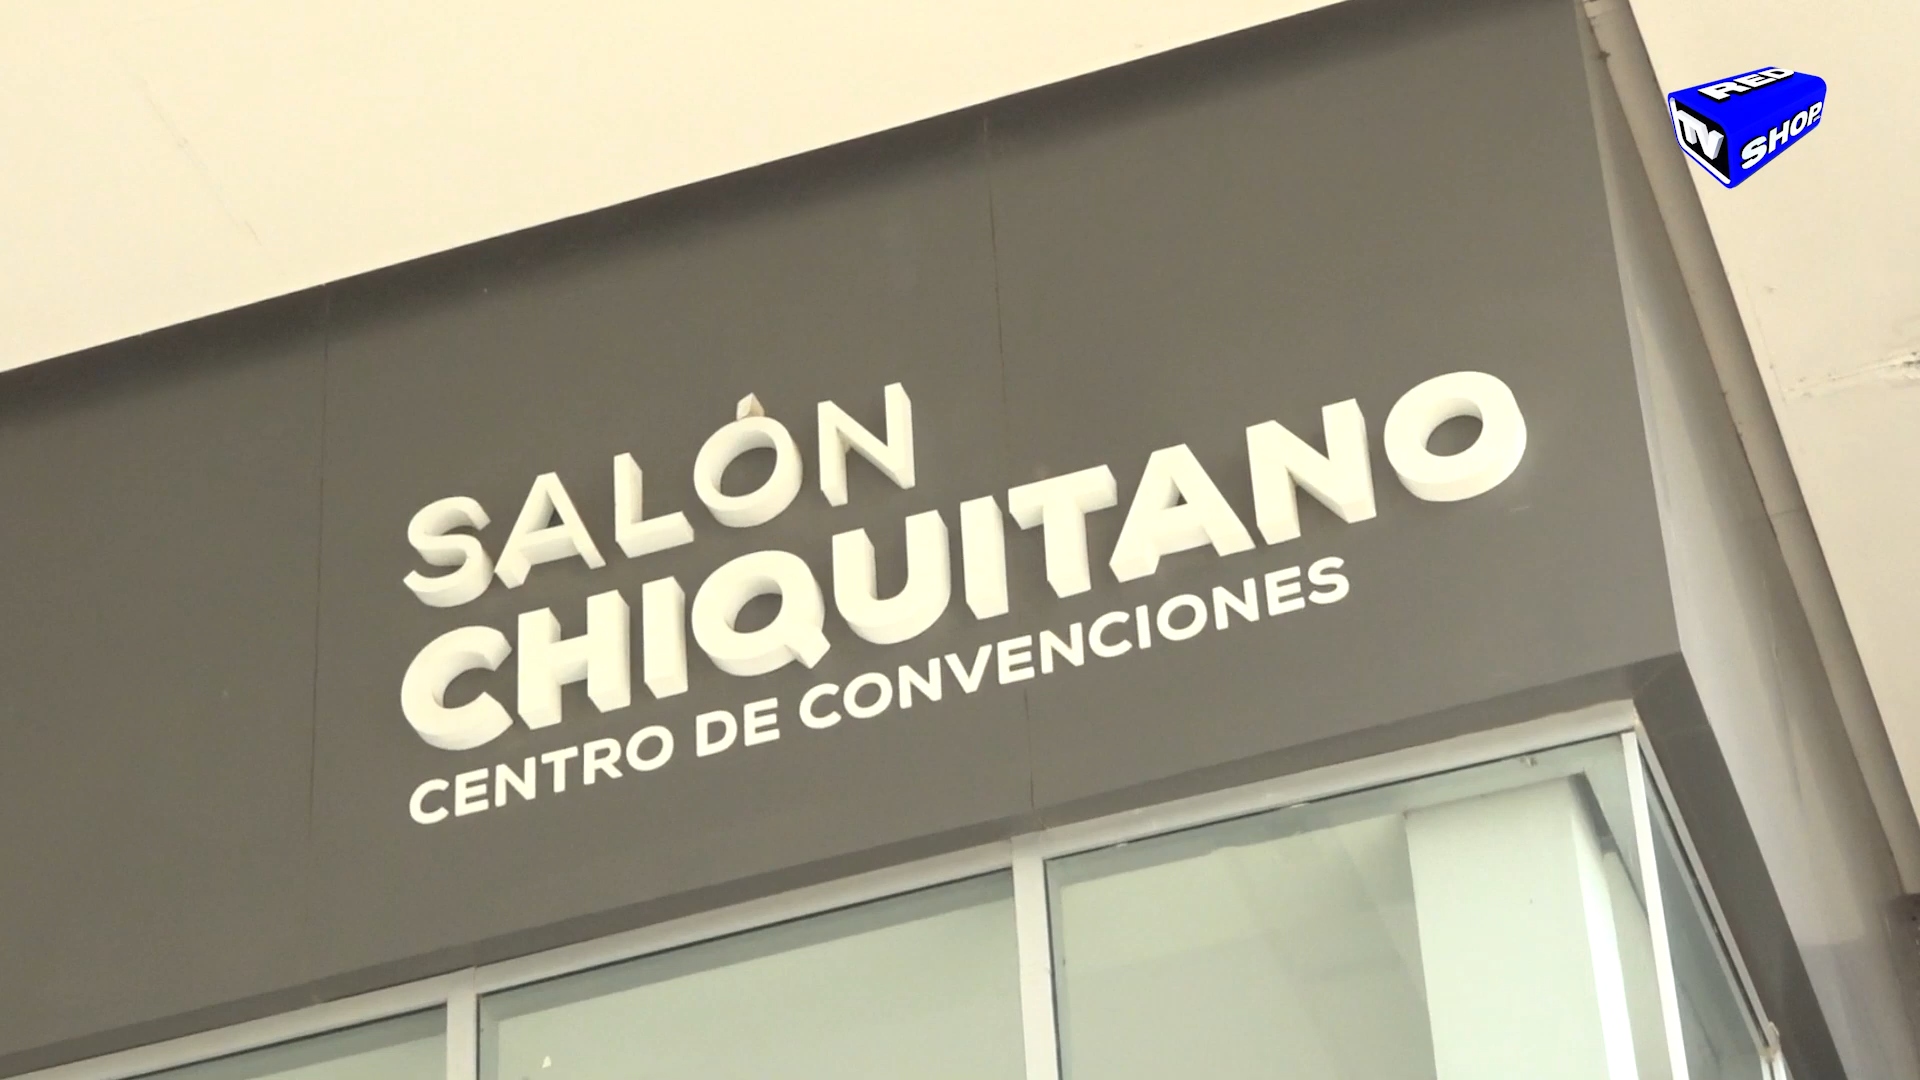 SALÓN
CHIQUITANO
CENTRO DE CONVENCIONES
RED
TV
SHOP